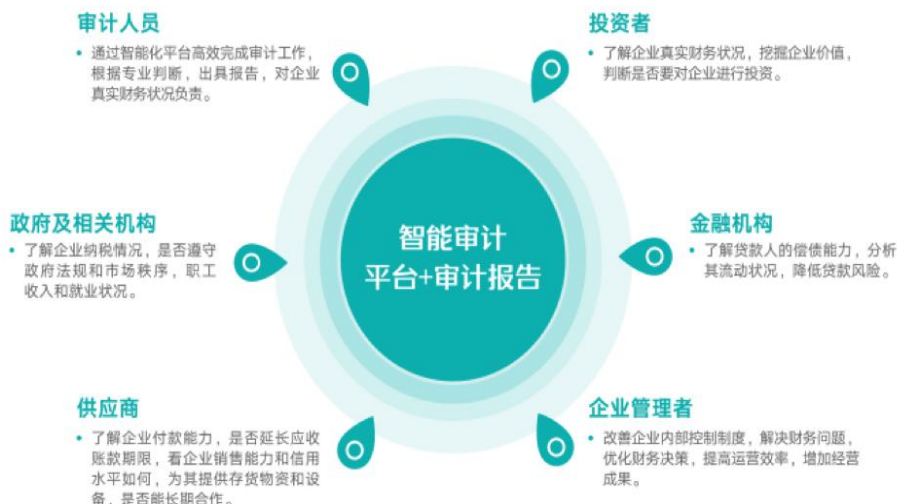 审计人员
• 通过智能化平台高效完成审计工作，
根据专业判断，出具报告，对企业
真实财务状况负责。
投资者
• 了解企业真实财务状况，挖掘企业价值，
判断是否要对企业进行投资。
政府及相关机构
• 了解企业纳税情况，是否遵守
政府法规和市场秩序，职工
收入和就业状况。
智能审计
平台+审计报告
金融机构
• 了解贷款人的偿债能力，分析
其流动状况，降低贷款风险。
供应商
• 了解企业付款能力，是否延长应收
账款期限，看企业销售能力和信用
水平如何，为其提供存货物资和设
备，是否能长期合作。
企业管理者
• 改善企业内部控制制度，解决财务问题，
优化财务决策，提高运营效率，增加经营
成果。